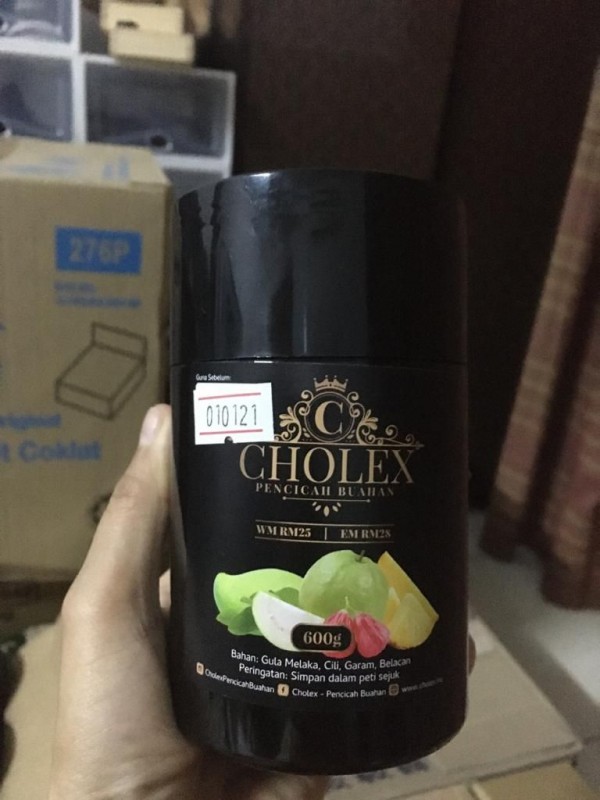 276P
Coklat
Guna Sebelum:
010121
C
CHOLEX
PENCICAH BUAHAN
WM RM25 | EM RM28
600g
Bahan: Gula Melaka, Cili, Garam, Belacan
Peringatan: Simpan dalam peti sejuk
CholexPencicahBuahan Cholex - Pencicah Buahan